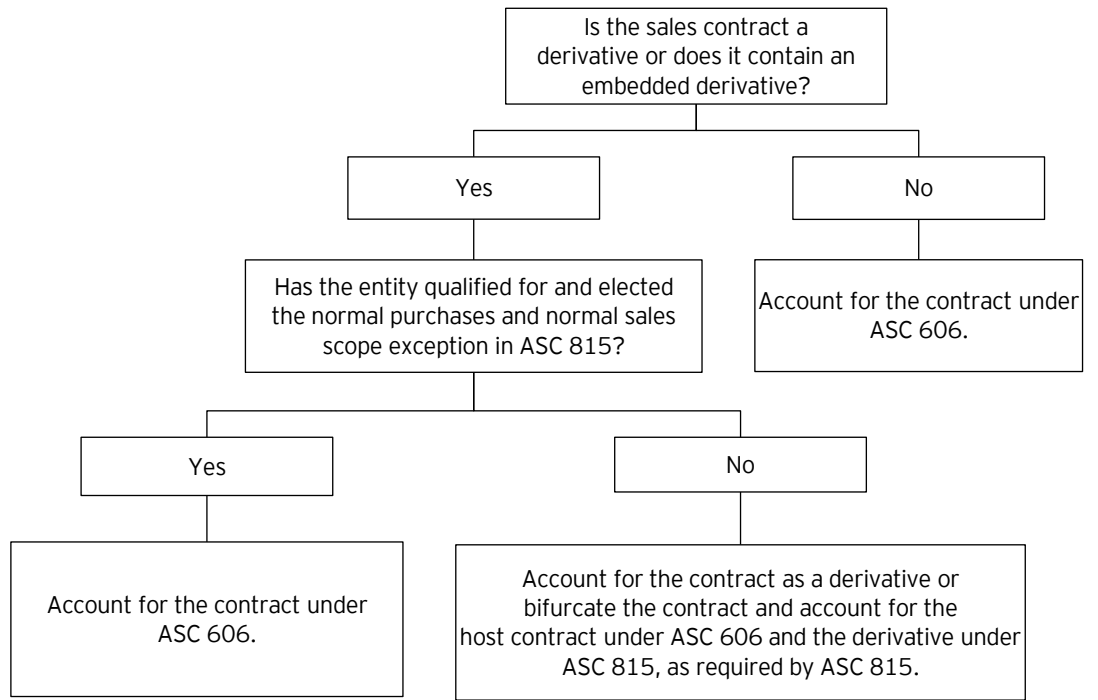 Is the sales contract a
derivative or does it contain an
embedded derivative?
Yes
No
Has the entity qualified for and elected
the normal purchases and normal sales
scope exception in ASC 815?
Account for the contract under
ASC 606.
Yes
No
Account for the contract under
ASC 606.
Account for the contract as a derivative or
bifurcate the contract and account for the
host contract under ASC 606 and the derivative under
ASC 815, as required by ASC 815.